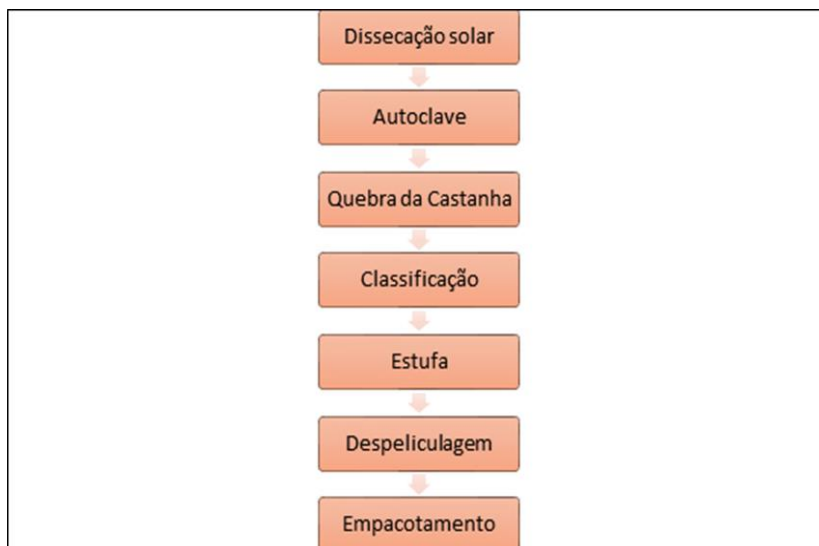 Dissecação solar
Autoclave
Quebra da Castanha
Classificação
Estufa
Despeliculagem
Empacotamento